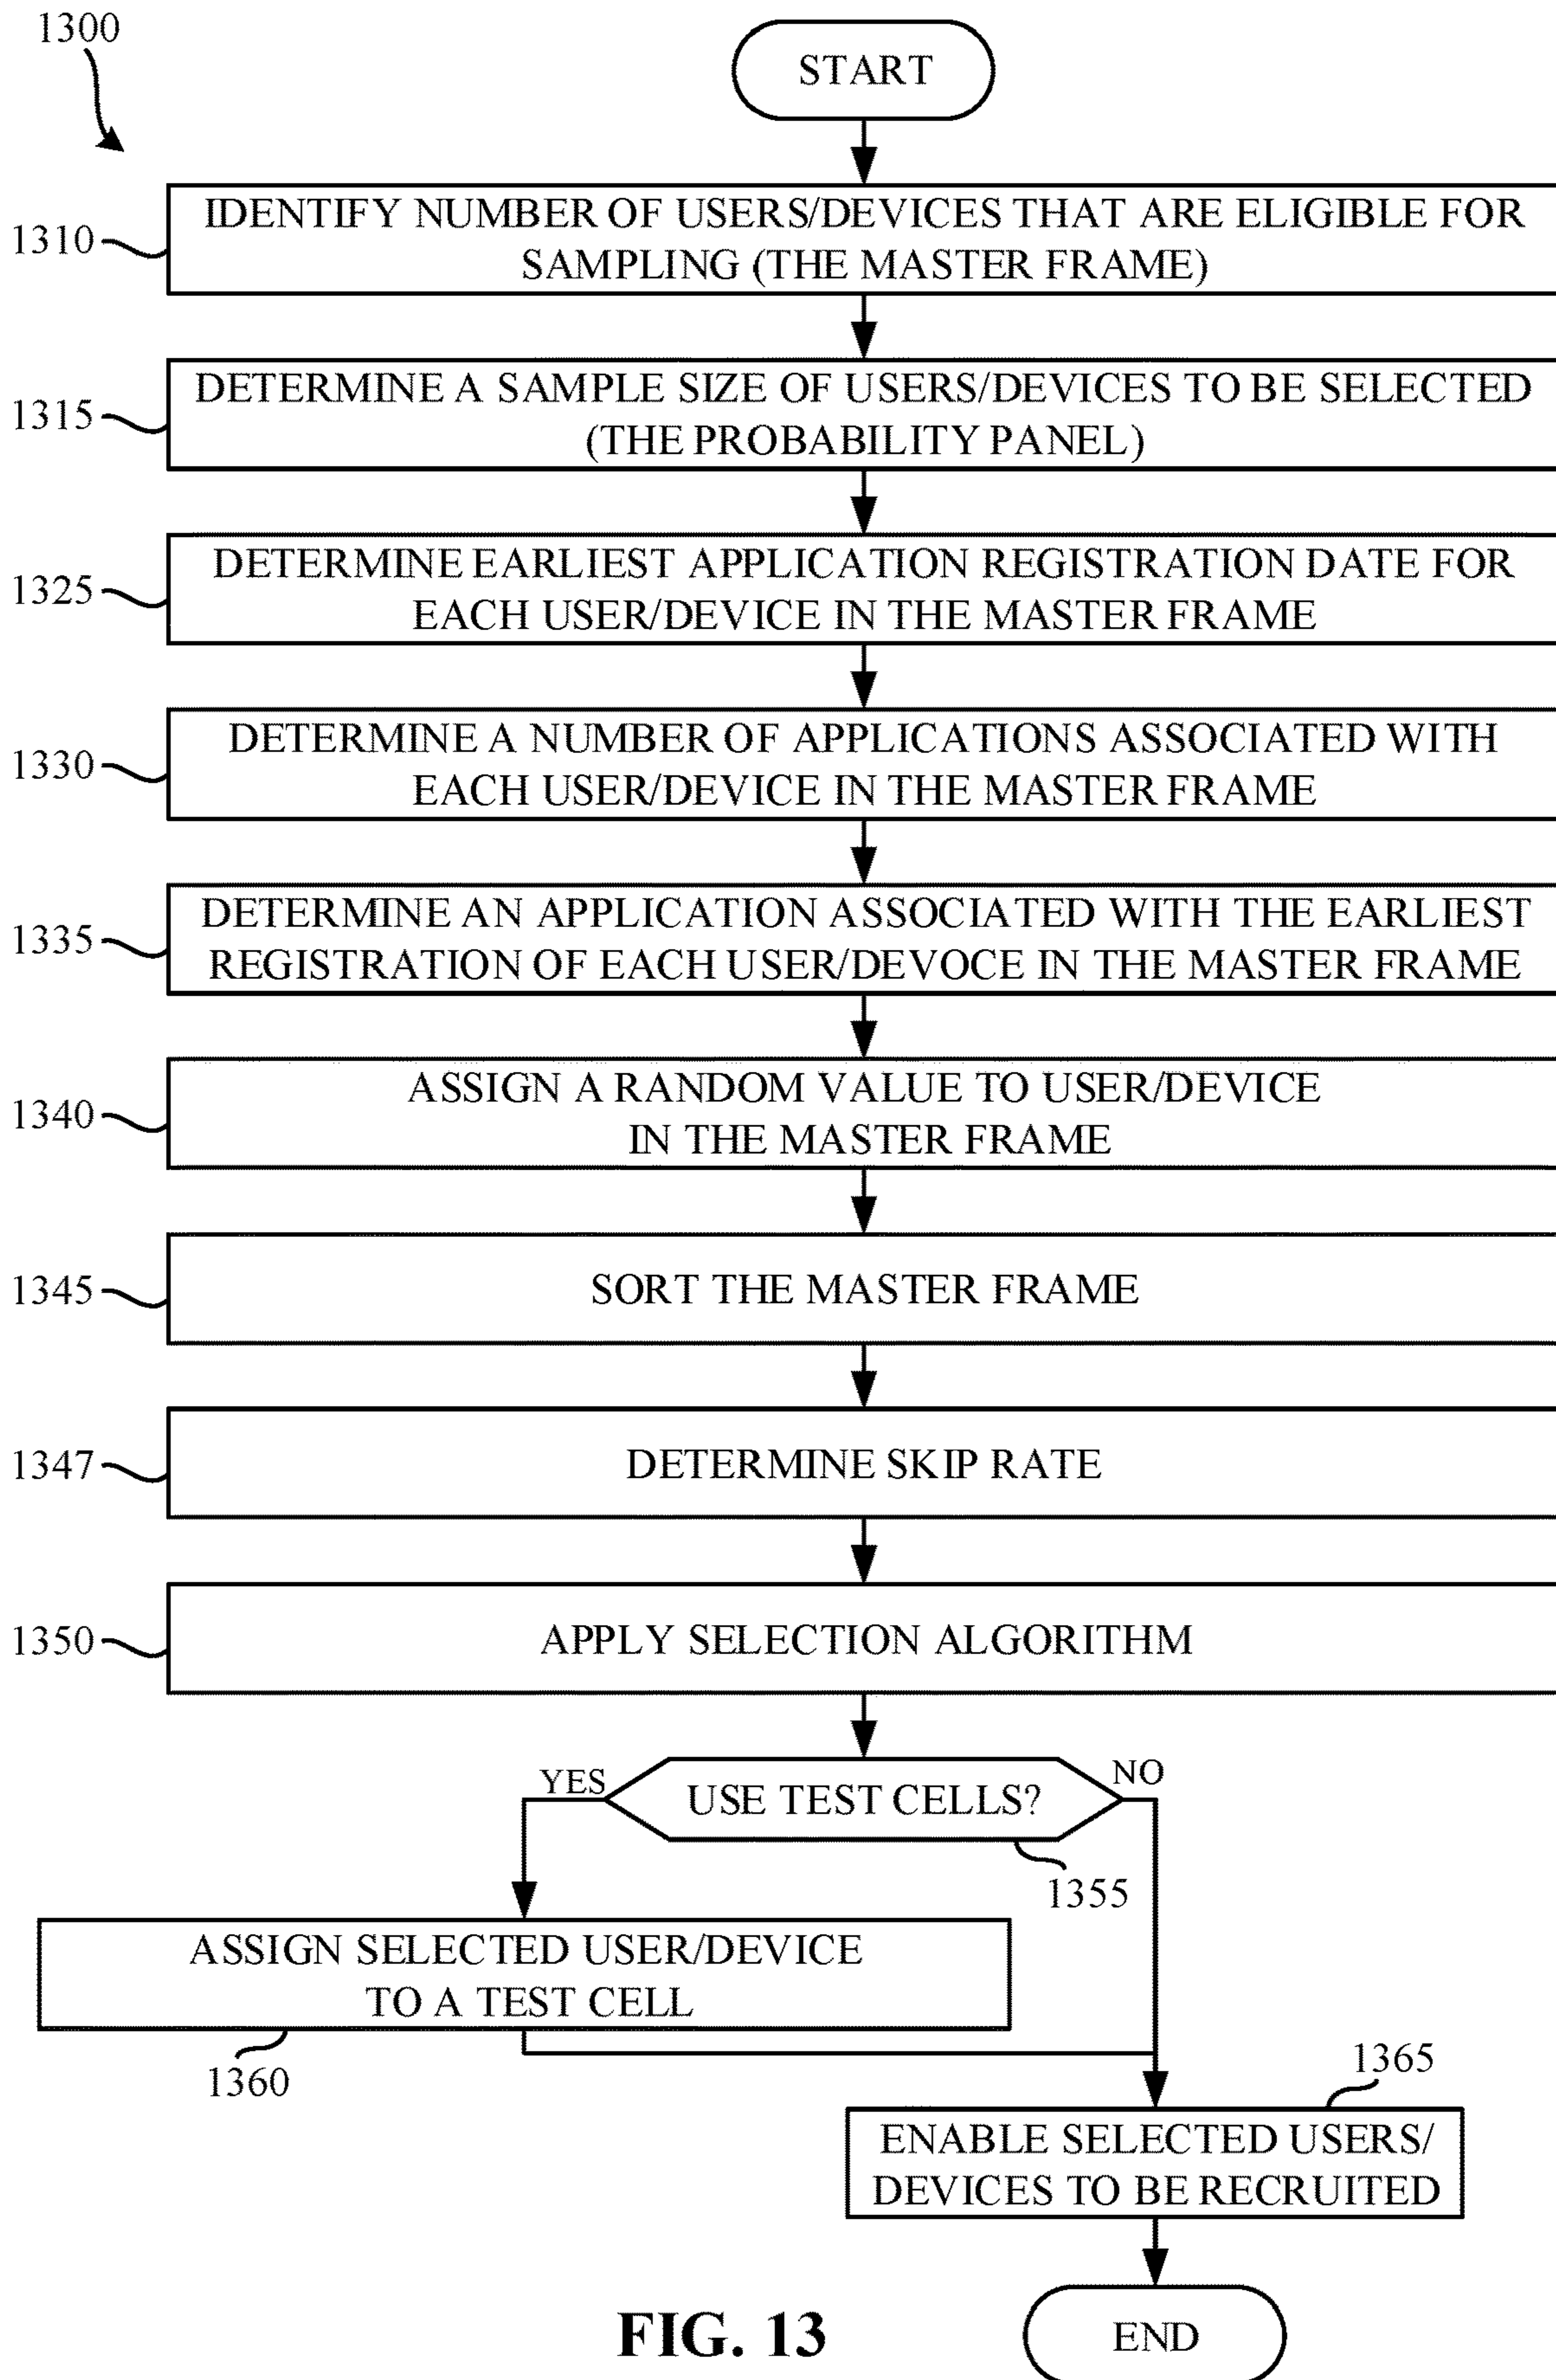 1300
START
1310
IDENTIFY NUMBER OF USERS/DEVICES THAT ARE ELIGIBLE FOR
SAMPLING (THE MASTER FRAME)
1315
DETERMINE A SAMPLE SIZE OF USERS/DEVICES TO BE SELECTED
(THE PROBABILITY PANEL)
1325
DETERMINE EARLIEST APPLICATION REGISTRATION DATE FOR
EACH USER/DEVICE IN THE MASTER FRAME
1330
DETERMINE A NUMBER OF APPLICATIONS ASSOCIATED WITH
EACH USER/DEVICE IN THE MASTER FRAME
1335
DETERMINE AN APPLICATION ASSOCIATED WITH THE EARLIEST
REGISTRATION OF EACH USER/DEVOCE IN THE MASTER FRAME
1340
ASSIGN A RANDOM VALUE TO USER/DEVICE
IN THE MASTER FRAME
1345
SORT THE MASTER FRAME
1347
DETERMINE SKIP RATE
1350
APPLY SELECTION ALGORITHM
YES
USE TEST CELLS?
NO
1355
ASSIGN SELECTED USER/DEVICE
TO A TEST CELL
1360
1365
ENABLE SELECTED USERS/
DEVICES TO BE RECRUITED
END
FIG. 13